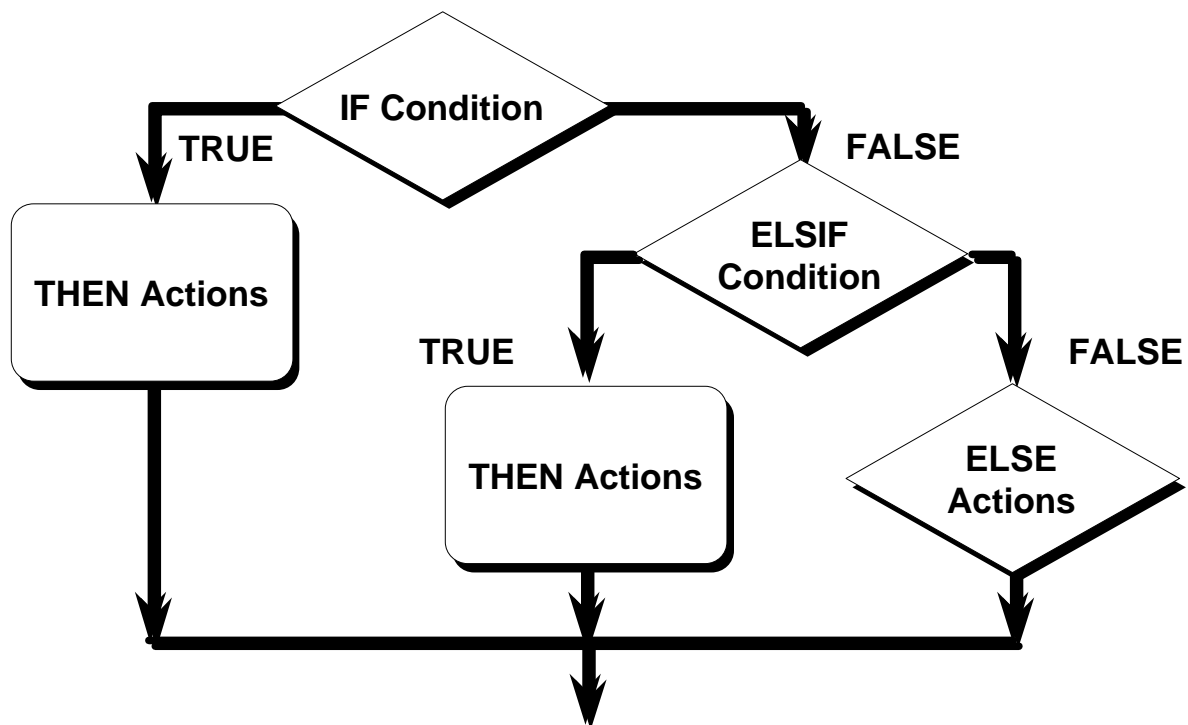 IF Condition
TRUE
FALSE
ELSIF
Condition
THEN Actions
TRUE
FALSE
THEN Actions
ELSE
Actions